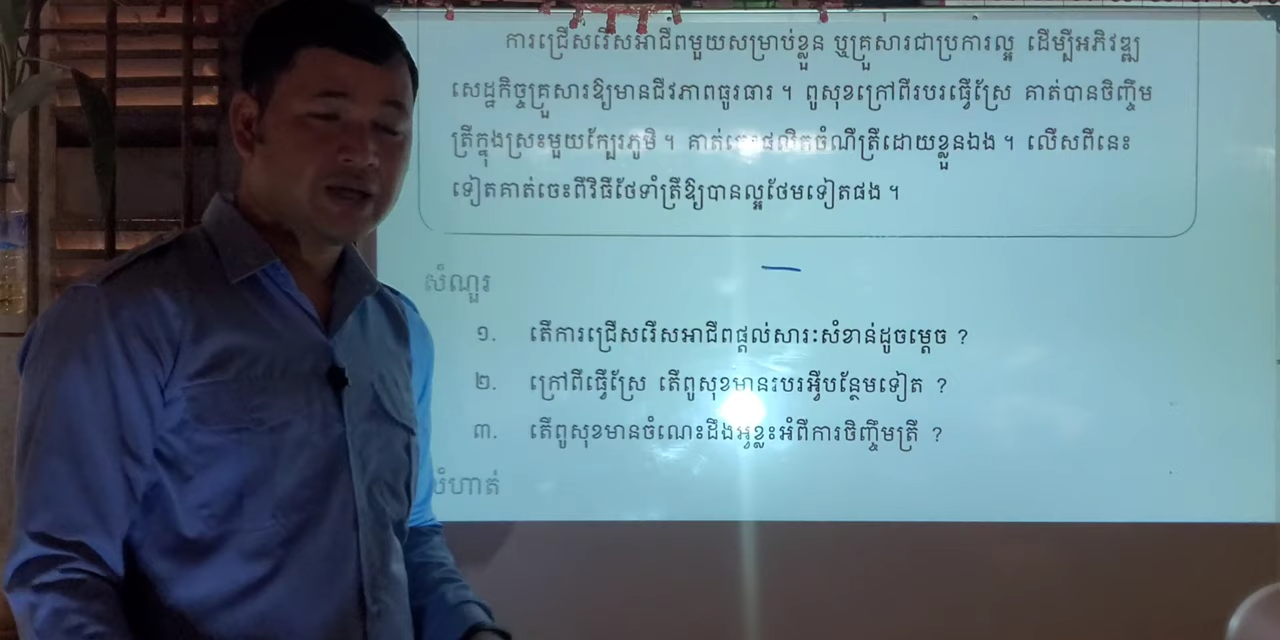 ការជ្រើសរើសអាជីពមួយសម្រាប់ខ្លួន ឬគ្រួសារជាប្រការល្អ ដើម្បីអភិវឌ្ឍ
សេដ្ឋកិច្ចគ្រួសារឱ្យមានជីវភាពធូរធារ ។ ពូសុខក្រៅពីរបរធ្វើស្រែ គាត់បានចិញ្ចឹម
ត្រីក្នុងស្រះមួយក្បែរភូមិ ។ គាត់ចេះផលិតចំណីត្រីដោយខ្លួនឯង ។ លើសពីនេះ
ទៀតគាត់ចេះពីវិធីថែទាំត្រីឱ្យបានល្អថែមទៀតផង ។
សំណួរ
១. តើការជ្រើសរើសអាជីពផ្តល់សារៈសំខាន់ដូចម្តេច ?
២. ក្រៅពីធ្វើស្រែ តើពូសុខមានរបរអ្វីបន្ថែមទៀត ?
៣. តើពូសុខមានចំណេះដឹងអ្វីខ្លះអំពីការចិញ្ចឹមត្រី ?
លំហាត់